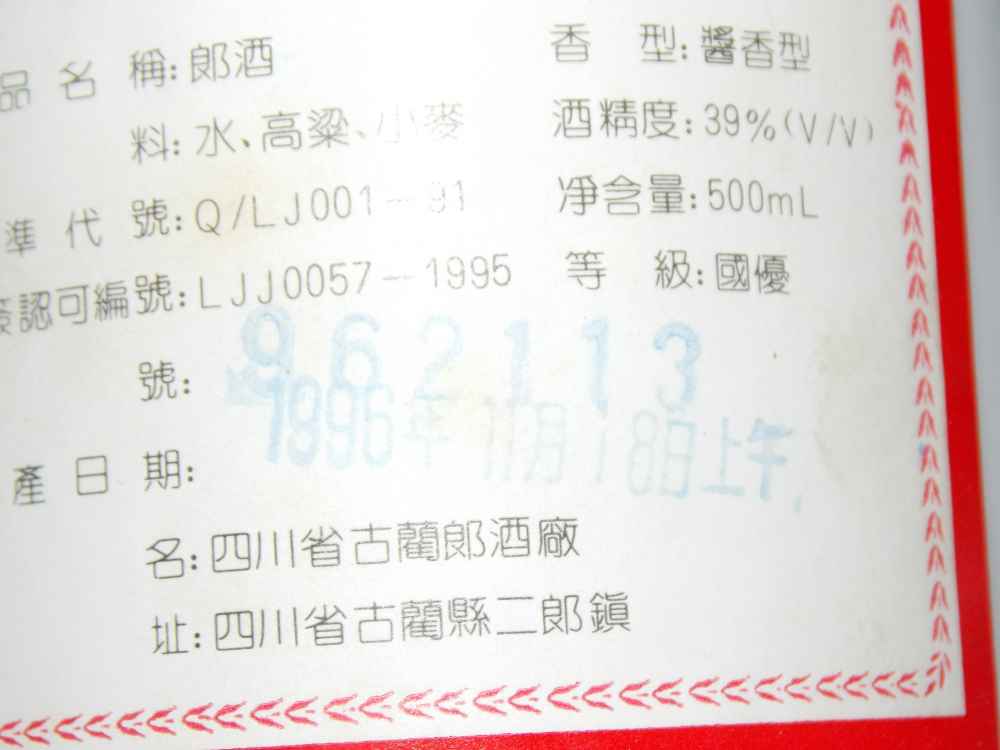 品名稱:郎酒 香型:醬香型
料:水、高粱、小麥 酒精度:39%(V/V)
準代號:Q/LJ001-91 凈含量:500mL
認可編號:LJJ0057-1995 等級:國優
號: 962113
1996年11月18日上午
產日期:
名:四川省古藺郎酒廠
址:四川省古藺縣二郎鎮